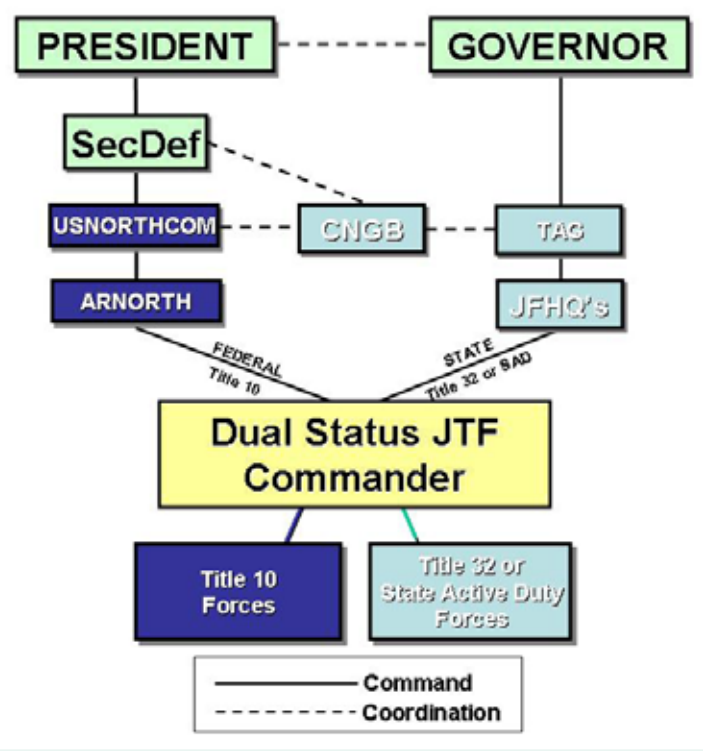 PRESIDENT
GOVERNOR
SecDef
USNORTHCOM
CNGB
TAG
ARNORTH
JFHQ's
FEDERAL
Title 10
STATE
Title 32 or SAD
Dual Status JTF
Commander
Title 10
Forces
Title 32 or
State Active Duty
Forces
Command
Coordination